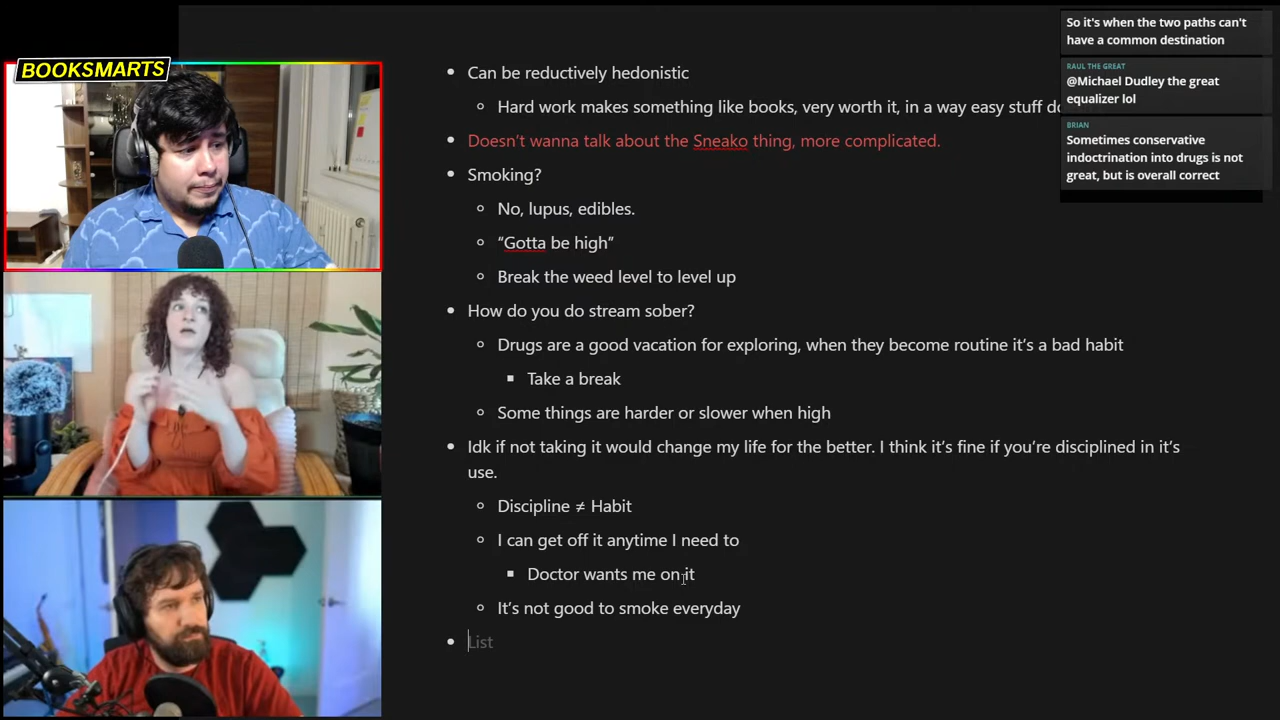 BOOKSMARTS
Can be reductively hedonistic
Hard work makes something like books, very worth it, in a way easy stuff
Doesn't wanna talk about the Sneako thing, more complicated.
Smoking?
No, lupus, edibles.
“Gotta be high”
Break the weed level to level up
How do you do stream sober?
Drugs are a good vacation for exploring, when they become routine it's a bad habit
Take a break
Some things are harder or slower when high
Idk if not taking it would change my life for the better. I think it's fine if you're disciplined in it's
use.
Discipline ≠ Habit
I can get off it anytime I need to
Doctor wants me on it
It's not good to smoke everyday
List
So it's when the two paths can't
have a common destination
RAUL THE GREAT
@Michael Dudley the great
equalizer lol
BRIAN
Sometimes conservative
indoctrination into drugs is not
great, but is overall correct